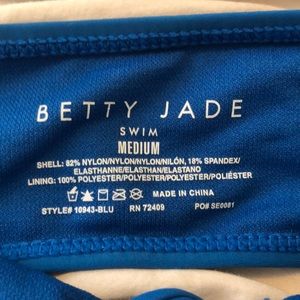 BETTY JADE
SWIM
MEDIUM
SHELL: 82% NYLON/NYLON/NYLON/NILÓN, 18% SPANDEX/
ELASTHANNE/ELASTHAN/ELASTANO
LINING: 100% POLYESTER/POLYESTER/POLYESTER/POLIÉSTER
MADE IN CHINA
STYLE# 10943-BLU RN 72409 PO# SE0081